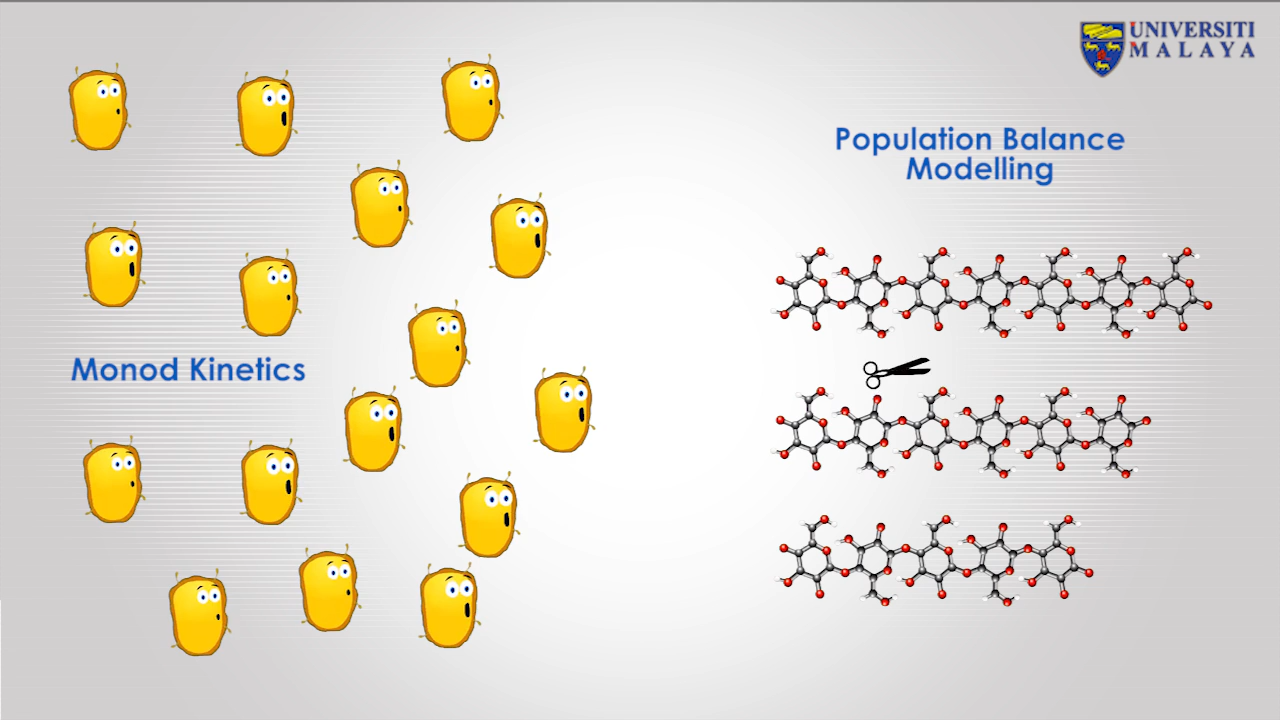 UNIVERSITI
MALAYA
Population Balance
Modelling
Monod Kinetics